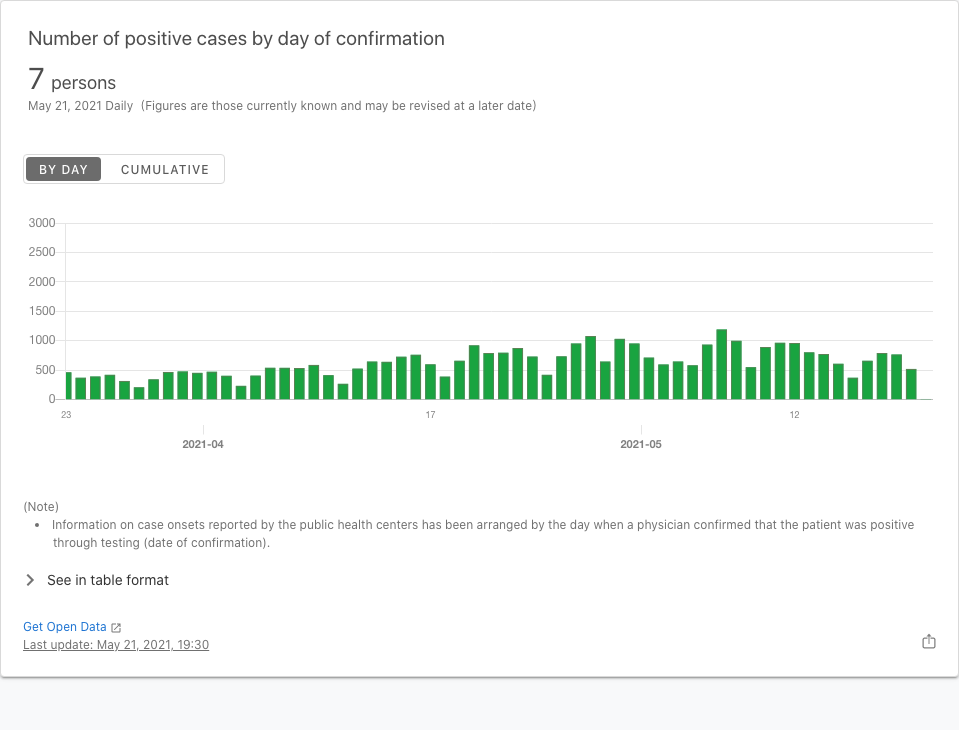 Number of positive cases by day of confirmation
7 persons
May 21, 2021 Daily (Figures are those currently known and may be revised at a later date)
BY DAY CUMULATIVE
3000
2500
2000
1500
1000
500
0
23 17 12
2021-04 2021-05
(Note)
• Information on case onsets reported by the public health centers has been arranged by the day when a physician confirmed that the patient was positive
through testing (date of confirmation).
See in table format
Get Open Data
Last update: May 21, 2021, 19:30